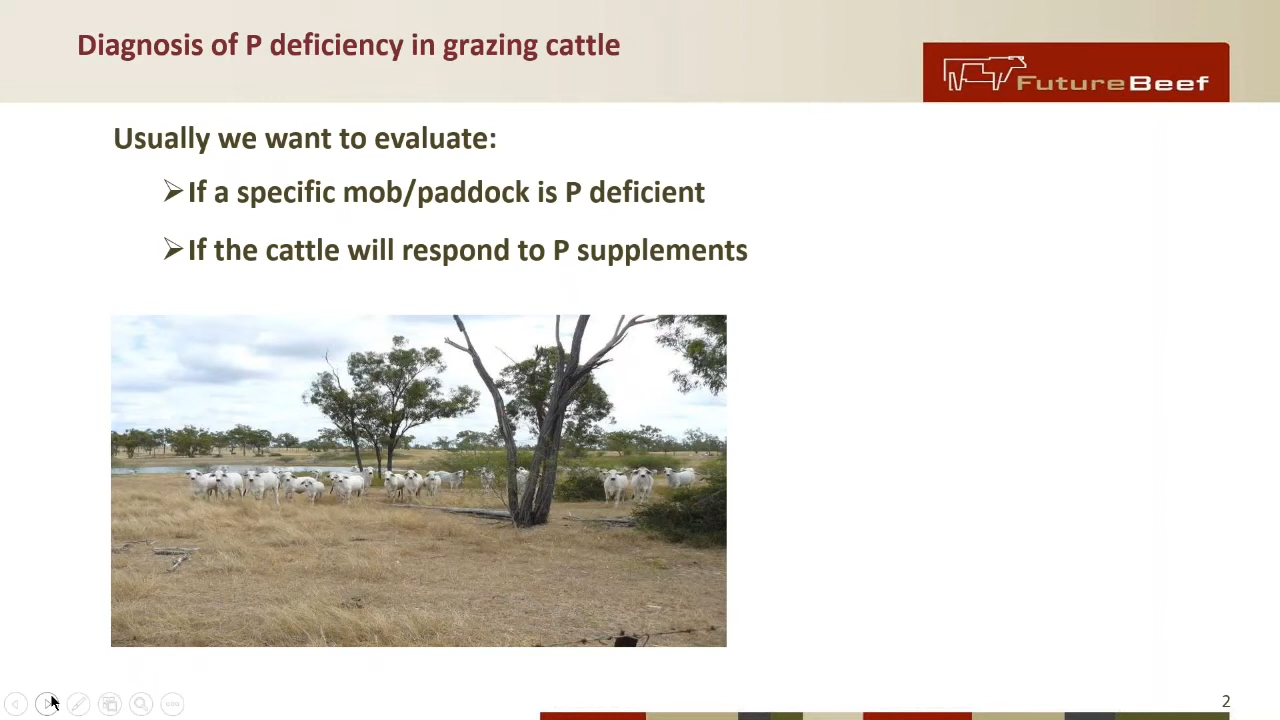 Diagnosis of P deficiency in grazing cattle
FutureBeef
Usually we want to evaluate:
➢If a specific mob/paddock is P deficient
➢If the cattle will respond to P supplements
2